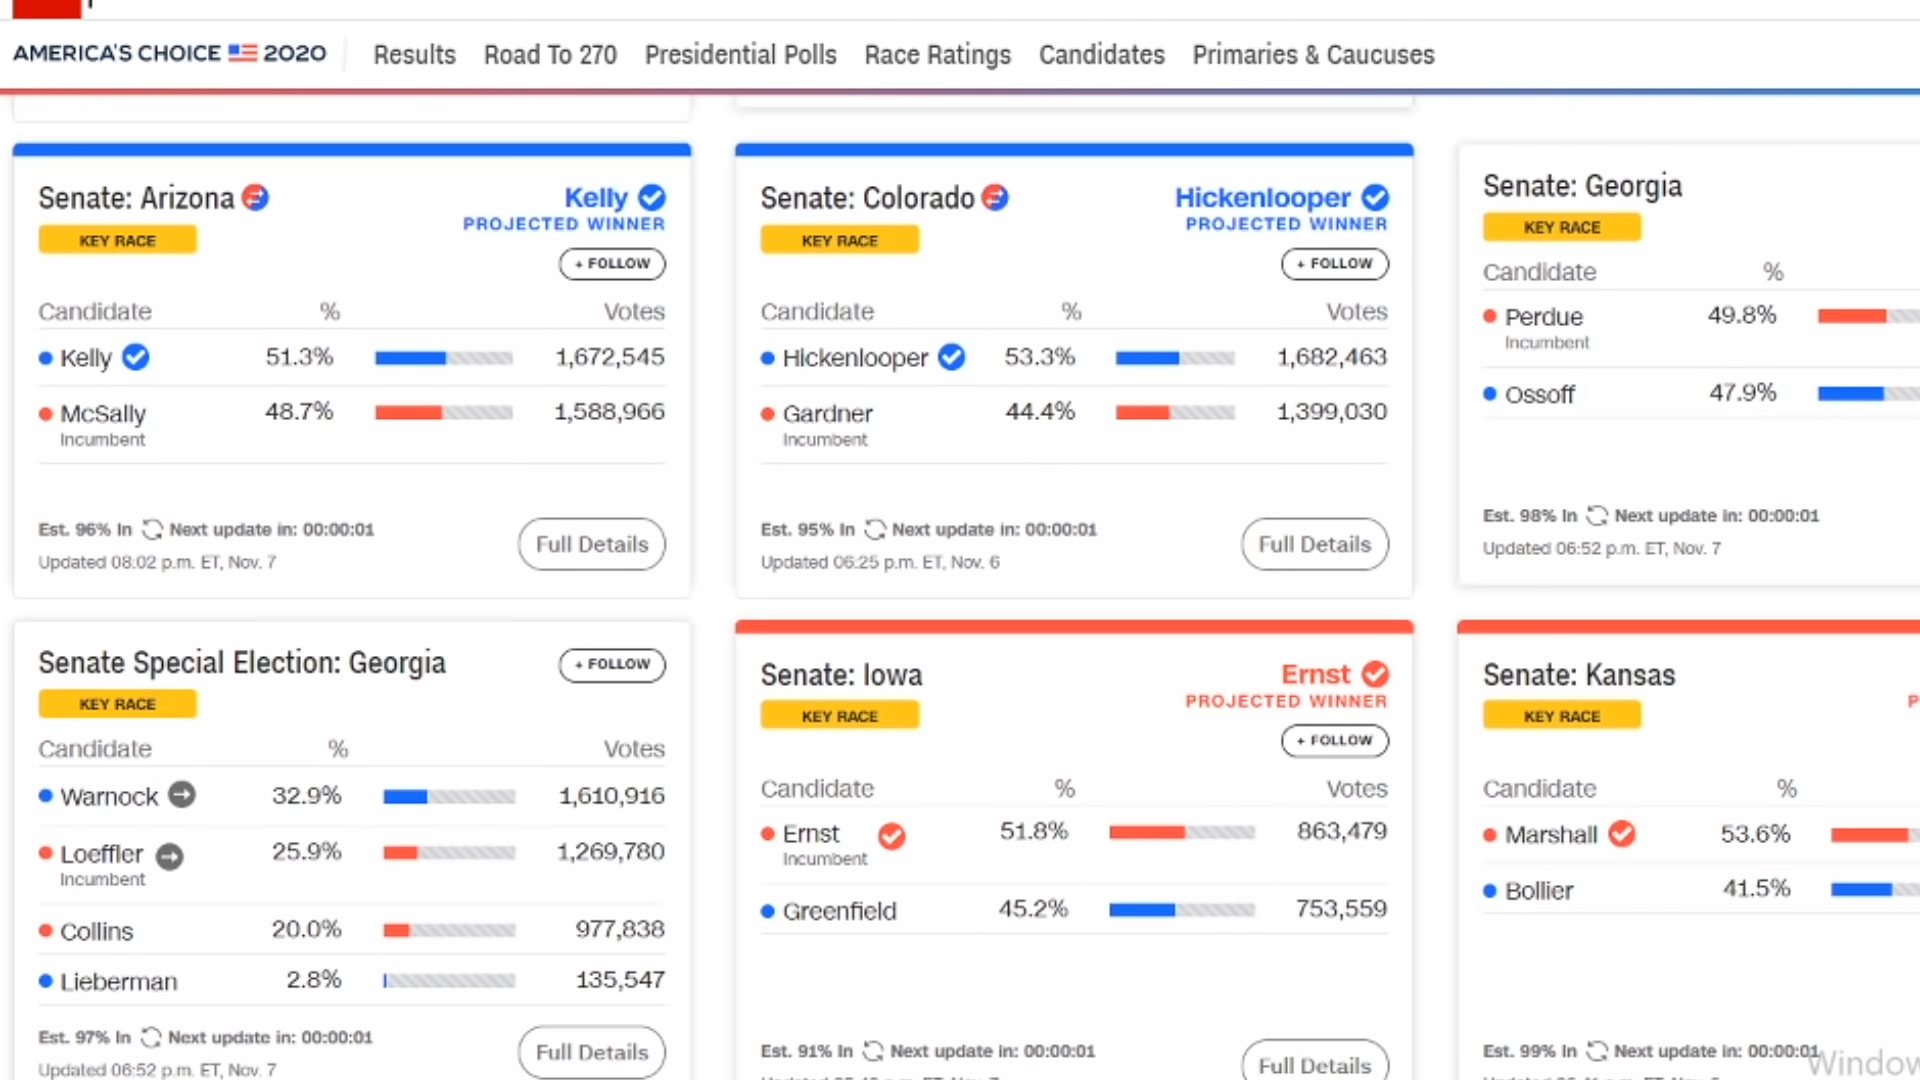 AMERICA'S CHOICE 2020 Results Road To 270 Presidential Polls Race Ratings Candidates Primaries & Caucuses
Senate: Arizona
Kelly
PROJECTED WINNER
KEY RACE
+ FOLLOW
Candidate % Votes
Kelly 51.3% 1,672,545
McSally 48.7% 1,588,966
Incumbent
Est. 96% In Next update in: 00:00:01
Updated 08:02 p.m. ET, Nov. 7
Full Details
Senate: Colorado
Hickenlooper
PROJECTED WINNER
KEY RACE
+ FOLLOW
Candidate % Votes
Hickenlooper 53.3% 1,682,463
Gardner 44.4% 1,399,030
Incumbent
Est. 95% In Next update in: 00:00:01
Updated 06:25 p.m. ET, Nov. 6
Full Details
Senate: Georgia
KEY RACE
Candidate %
Perdue 49.8%
Incumbent
Ossoff 47.9%
Est. 98% In Next update in: 00:00:01
Updated 06:52 p.m. ET, Nov. 7
Senate Special Election: Georgia
+ FOLLOW
KEY RACE
Candidate % Votes
Warnock 32.9% 1,610,916
Loeffler 25.9% 1,269,780
Incumbent
Collins 20.0% 977,838
Lieberman 2.8% 135,547
Est. 97% In Next update in: 00:00:01
Updated 06:52 p.m. ET, Nov. 7
Full Details
Senate: Iowa
Ernst
PROJECTED WINNER
KEY RACE
+ FOLLOW
Candidate % Votes
Ernst 51.8% 863,479
Incumbent
Greenfield 45.2% 753,559
Est. 91% In Next update in: 00:00:01
Full Details
Senate: Kansas
P
KEY RACE
Candidate %
Marshall 53.6%
Bollier 41.5%
Est. 99% In Next update in: 00:00:01
Window